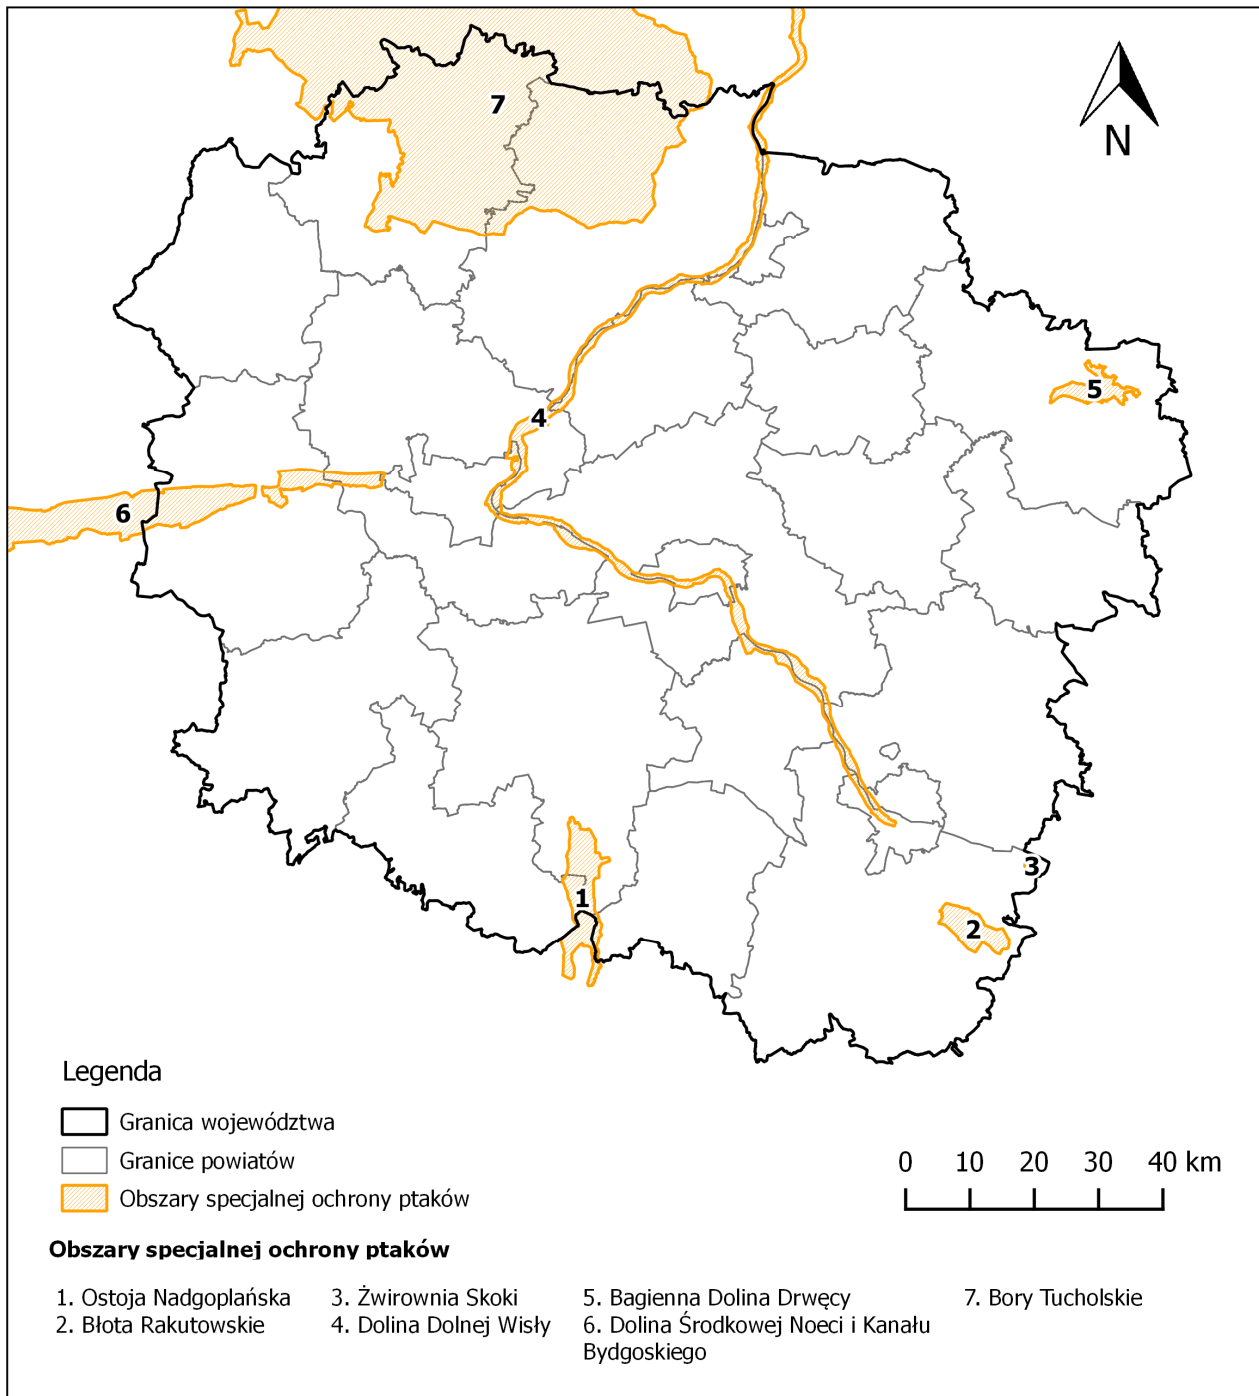 7
N
5
4
6
3
1
2
Legenda
Granica województwa
Granice powiatów
Obszary specjalnej ochrony ptaków
0 10 20 30 40 km
Obszary specjalnej ochrony ptaków
1. Ostoja Nadgoplańska
2. Błota Rakutowskie
3. Żwirownia Skoki
4. Dolina Dolnej Wisły
5. Bagienna Dolina Drwęcy
6. Dolina Środkowej Noeci i Kanału
Bydgoskiego
7. Bory Tucholskie